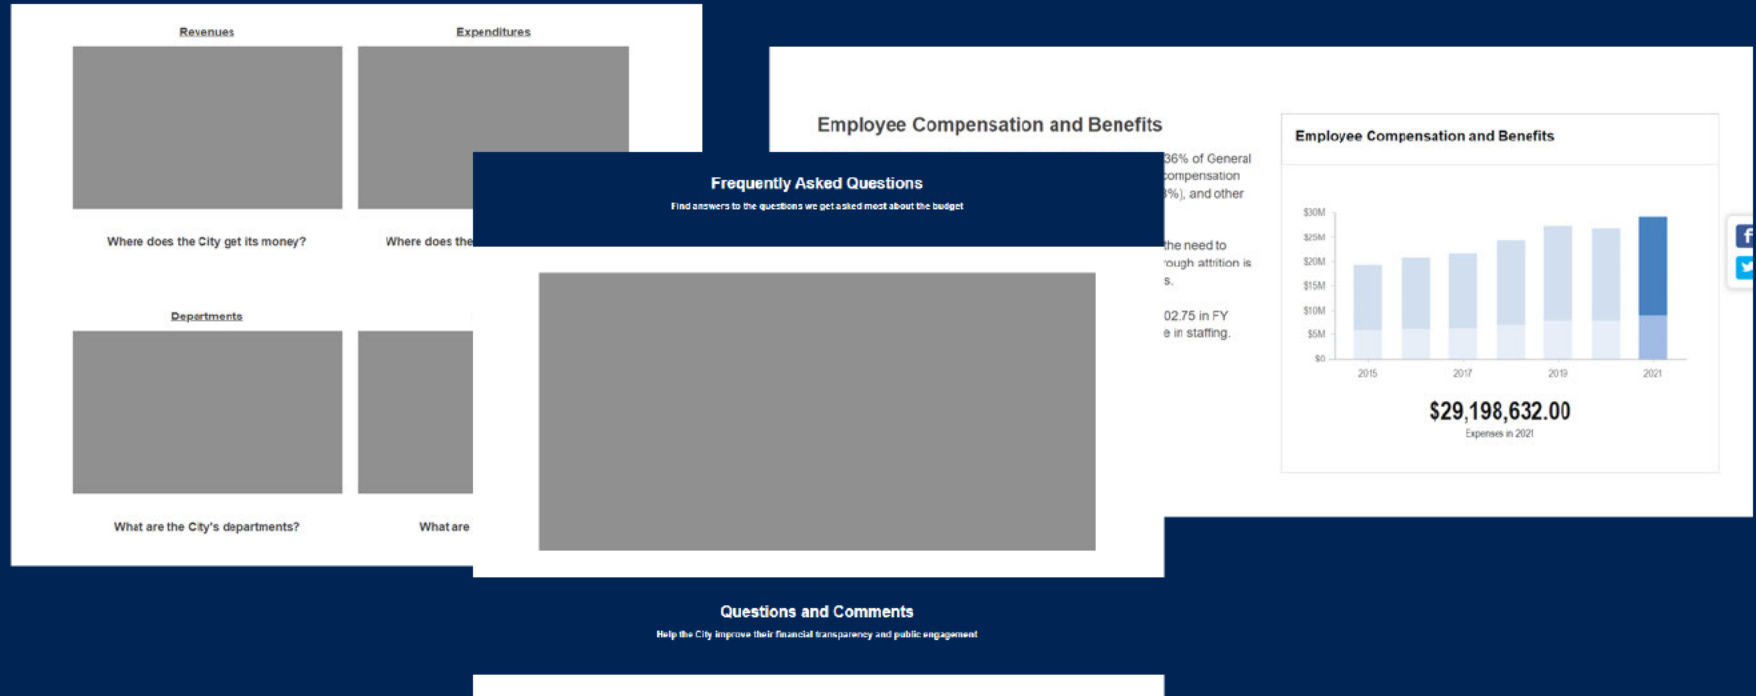 Revenues
Expenditures
Where does the City get its money?
Where does the
Departments
What are the City's departments?
What are
Frequently Asked Questions
Find answers to the questions we get asked most about the budget
Questions and Comments
Help the City improve their financial transparency and public engagement
Employee Compensation and Benefits
36% of General
compensation
%), and other
the need to
rough attrition is
s.
02.75 in FY
e in staffing.
Employee Compensation and Benefits
$30M
$25M
$20M
$15M
$10M
$5M
$0
2015 2017 2019 2021
$29,198,632.00
Expenses in 2021